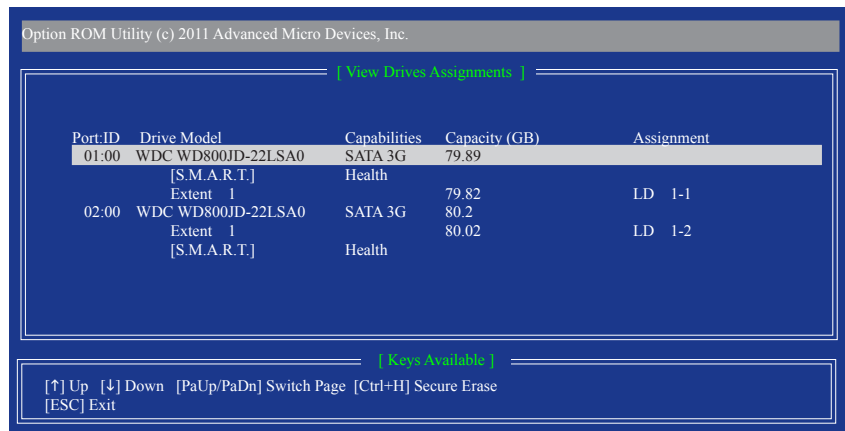 Option ROM Utility (c) 2011 Advanced Micro Devices, Inc.
[ View Drives Assignments ]
Port:ID Drive Model Capabilities Capacity (GB) Assignment
01:00 WDC WD800JD-22LSA0 SATA 3G 79.89
[S.M.A.R.T.] Health
Extent 1 79.82 LD 1-1
02:00 WDC WD800JD-22LSA0 SATA 3G 80.2
Extent 1 80.02 LD 1-2
[S.M.A.R.T.] Health
[ Keys Available ]
[↑] Up [↓] Down [PaUp/PaDn] Switch Page [Ctrl+H] Secure Erase
[ESC] Exit